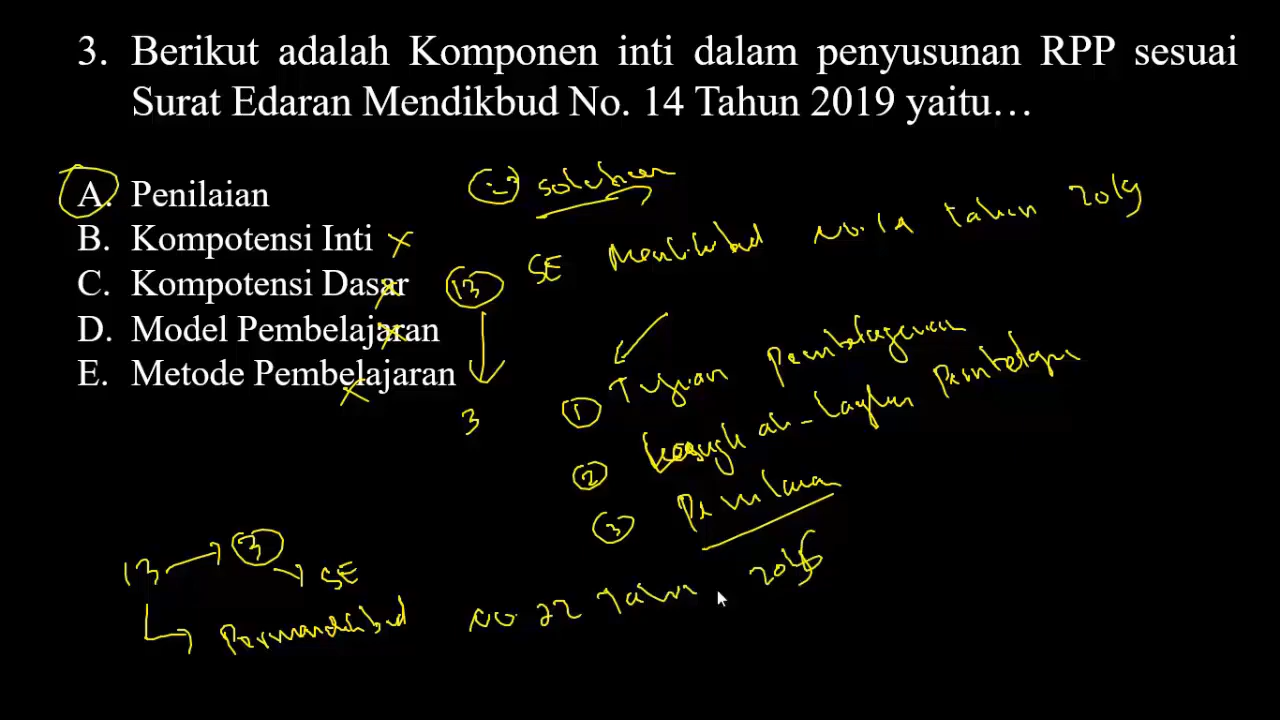 3. Berikut adalah Komponen inti dalam penyusunan RPP sesuai
Surat Edaran Mendikbud No. 14 Tahun 2019 yaitu…
A. Penilaian
B. Kompotensi Inti x
C. Kompotensi Dasar x
D. Model Pembelajaran x
E. Metode Pembelajaran x
SE Mendikbud No. 14 tahun 2019
13
3
1 Tujuan pembelajaran
2 langkah-langkah
3 Penilaian
13 3 SE
Permendikbud No 22 Tahun 2016